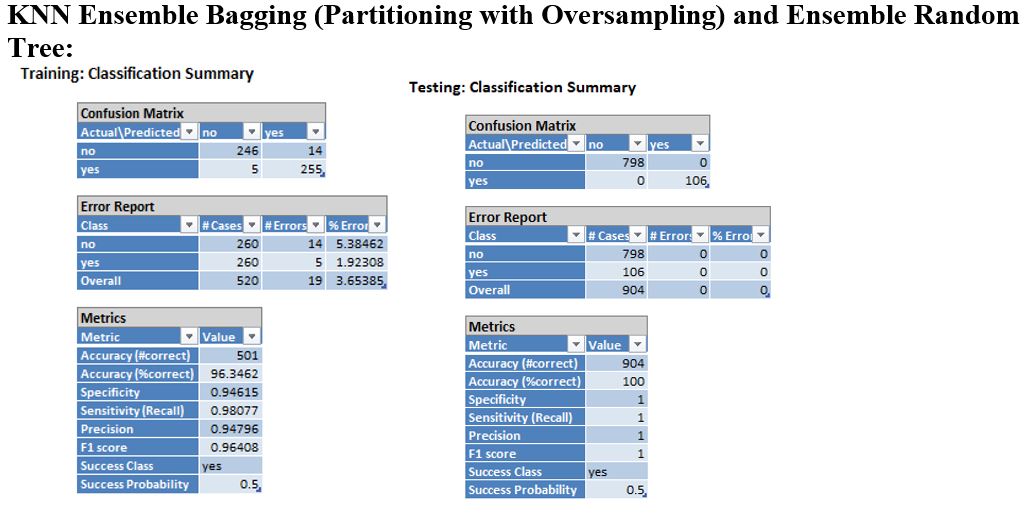 KNN Ensemble Bagging (Partitioning with Oversampling) and Ensemble Random
Tree:
Training: Classification Summary
Confusion Matrix
Actual\Predicted no yes
no 246 14
yes 5 255
Error Report
Class # Cases # Errors % Error
no 260 14 5.38462
yes 260 5 1.92308
Overall 520 19 3.65385
Metrics
Metric Value
Accuracy (#correct) 501
Accuracy (%correct) 96.3462
Specificity 0.94615
Sensitivity (Recall) 0.98077
Precision 0.94796
F1 score 0.96408
Success Class yes
Success Probability 0.5
Testing: Classification Summary
Confusion Matrix
Actual\Predicted no yes
no 798 0
yes 0 106
Error Report
Class # Cases # Errors % Error
no 798 0 0
yes 106 0 0
Overall 904 0 0
Metrics
Metric Value
Accuracy (#correct) 904
Accuracy (%correct) 100
Specificity 1
Sensitivity (Recall) 1
Precision 1
F1 score 1
Success Class yes
Success Probability 0.5